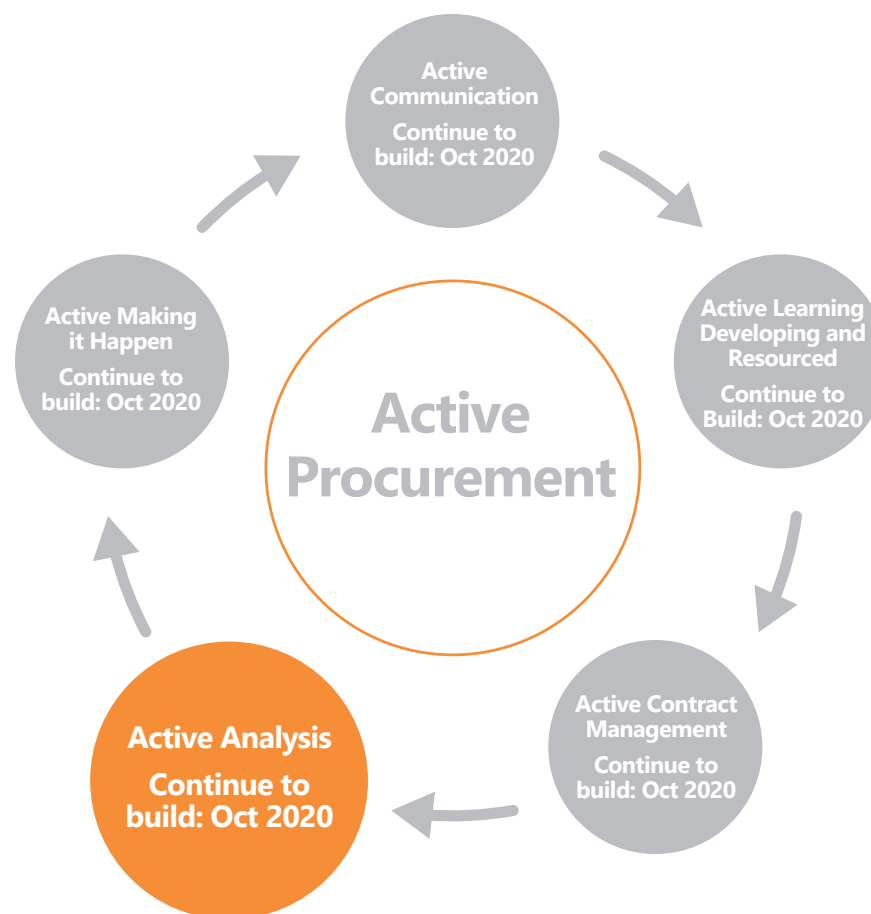 Active
Communication
Continue to
build: Oct 2020
Active Learning
Developing and
Resourced
Continue to
Build: Oct 2020
Active Contract
Management
Continue to
build: Oct 2020
Active Analysis
Continue to
build: Oct 2020
Active Making
it Happen
Continue to
build: Oct 2020
Active
Procurement